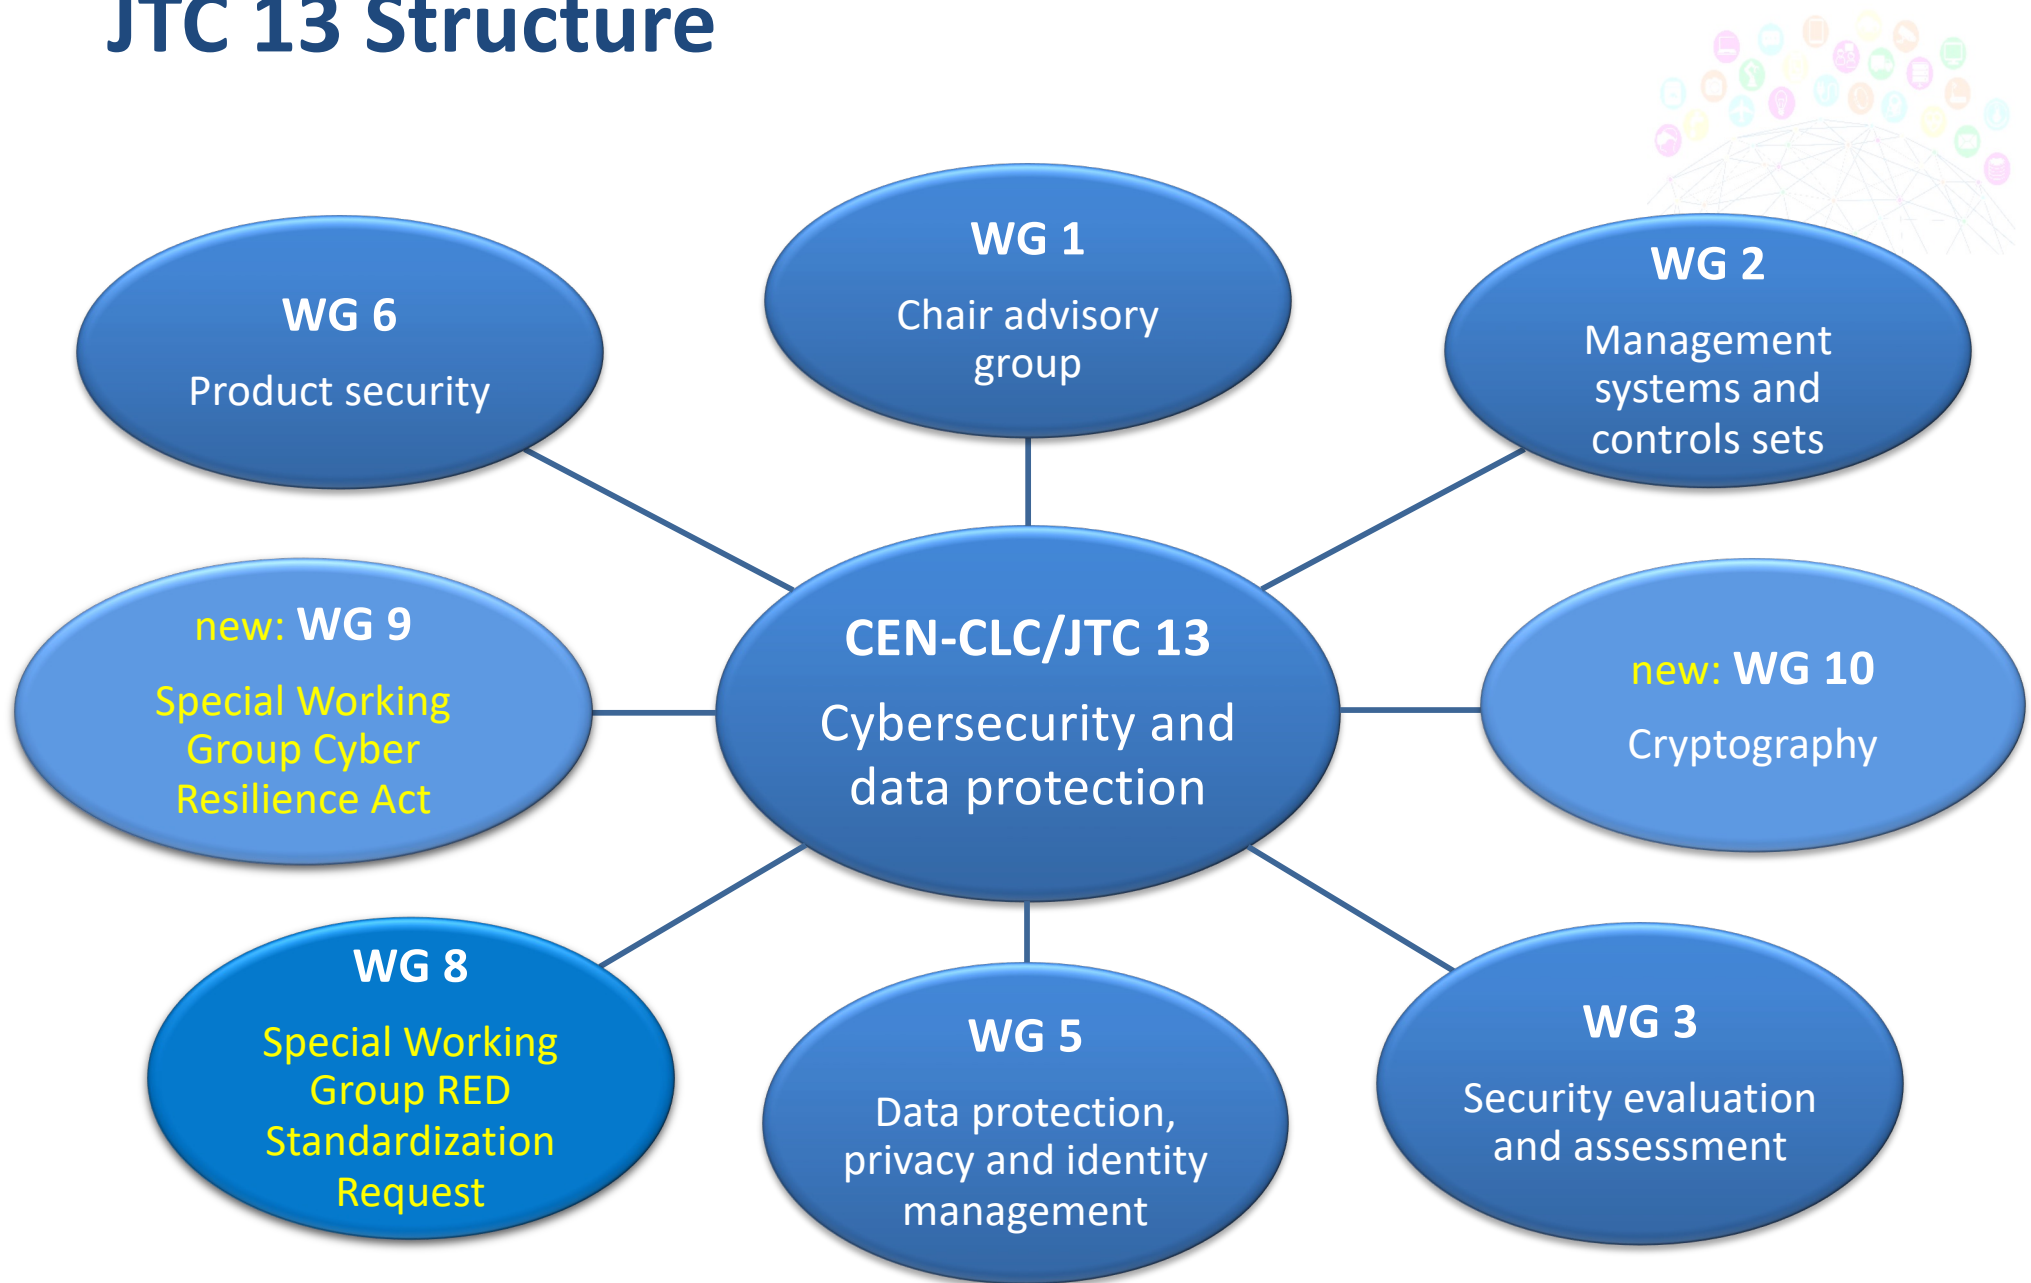 JTC 13 Structure
WG 1
Chair advisory
group
WG 2
Management
systems and
controls sets
WG 6
Product security
new: WG 9
Special Working
Group Cyber
Resilience Act
CEN-CLC/JTC 13
Cybersecurity and
data protection
new: WG 10
Cryptography
WG 8
Special Working
Group RED
Standardization
Request
WG 5
Data protection,
privacy and identity
management
WG 3
Security evaluation
and assessment